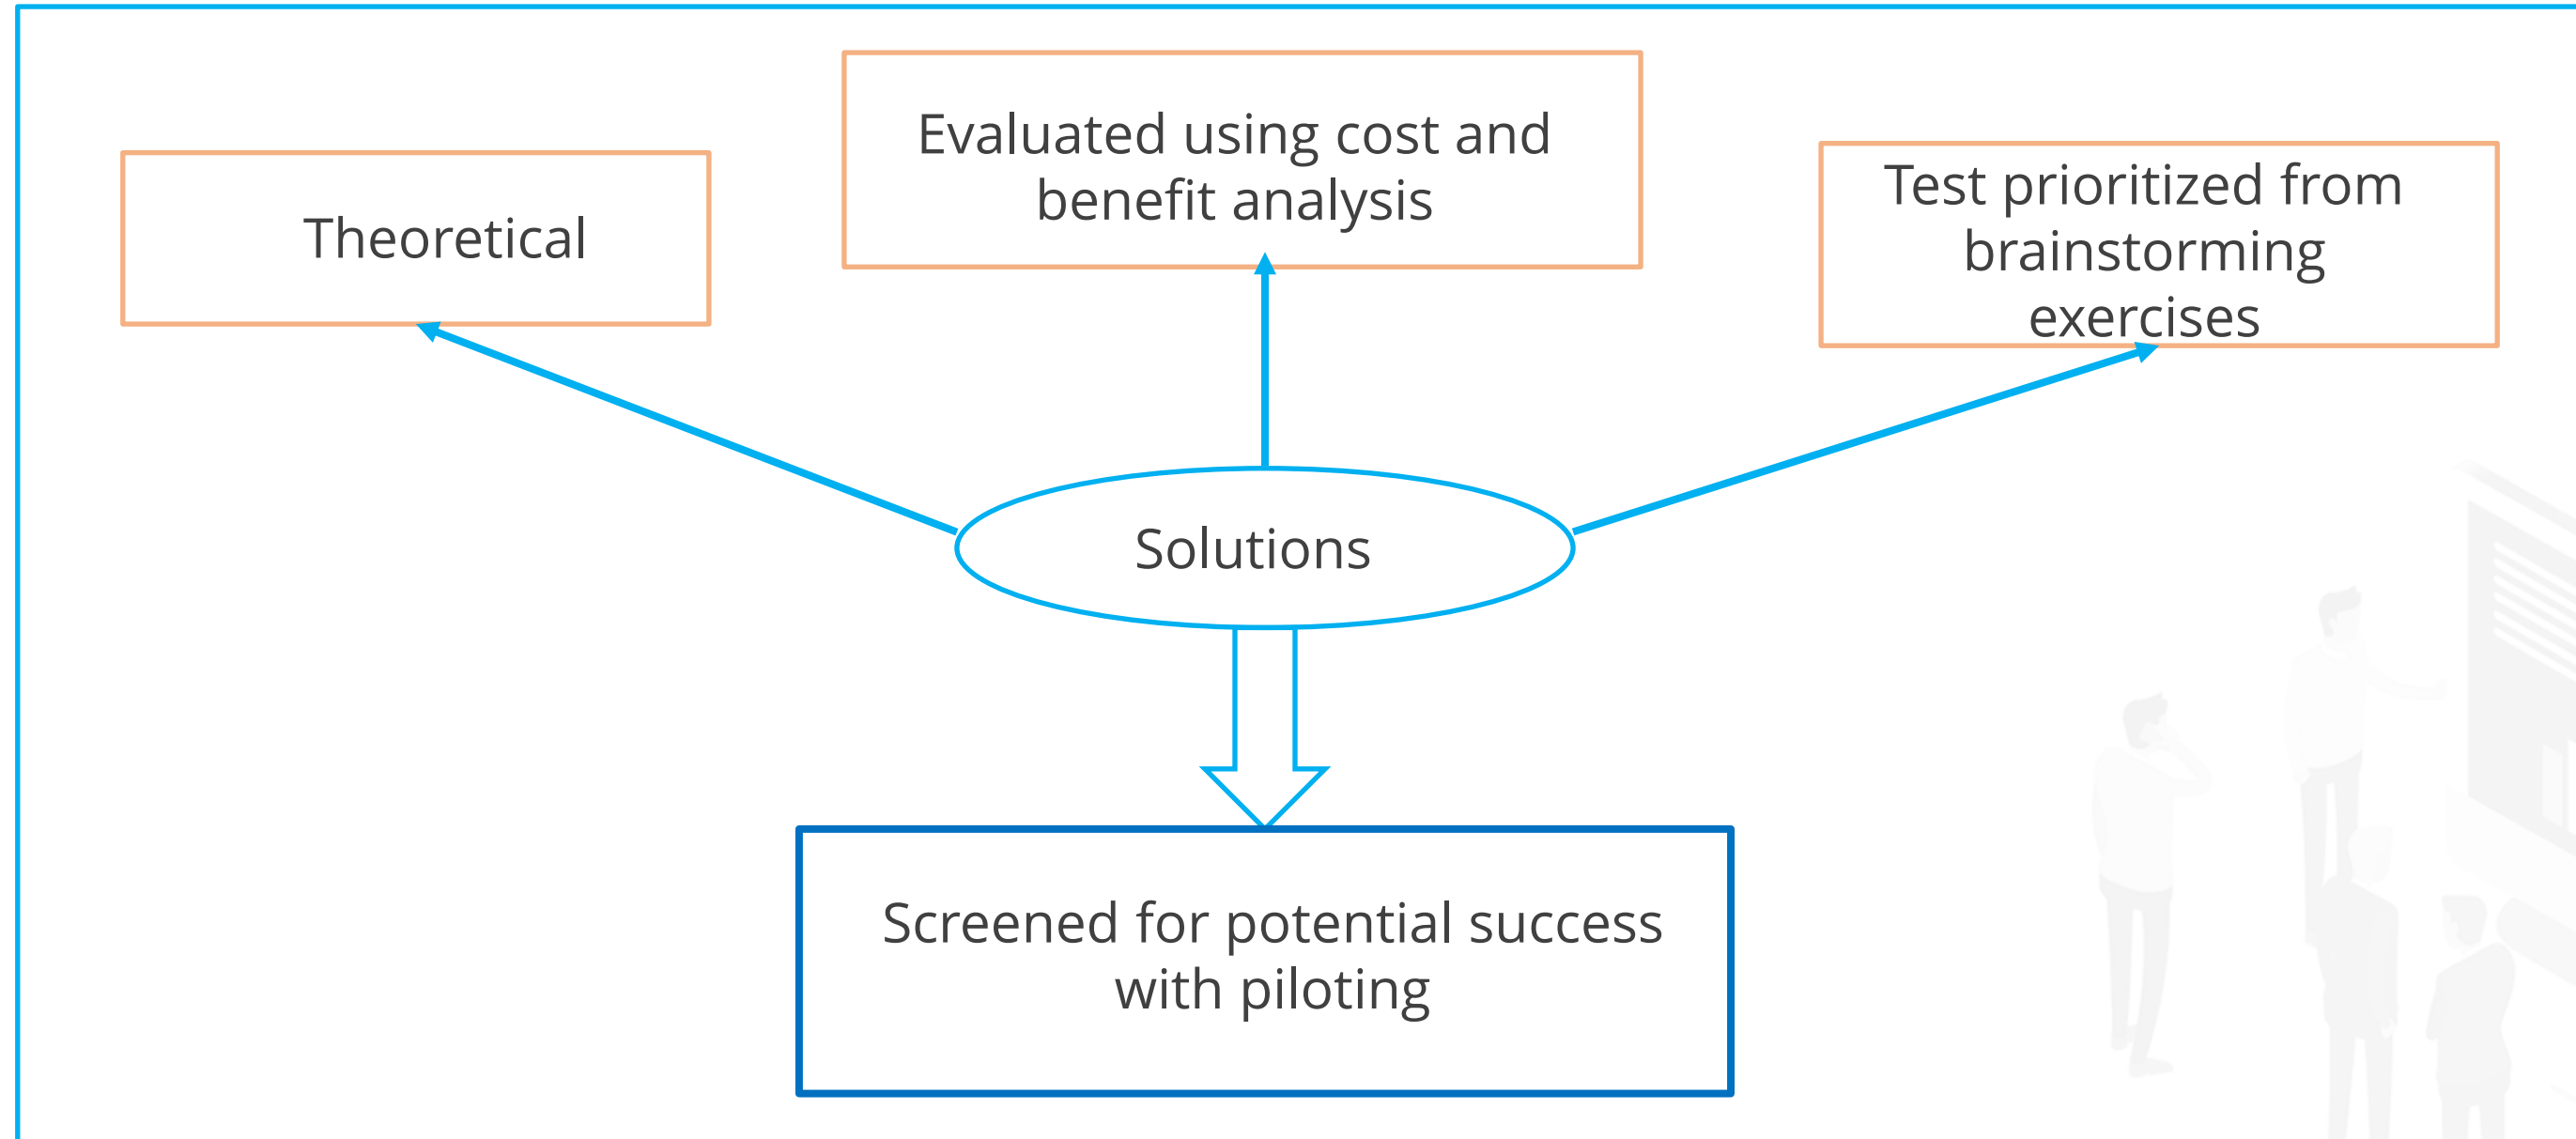 Theoretical
Evaluated using cost and
benefit analysis
Test prioritized from
brainstorming
exercises
Solutions
Screened for potential success
with piloting